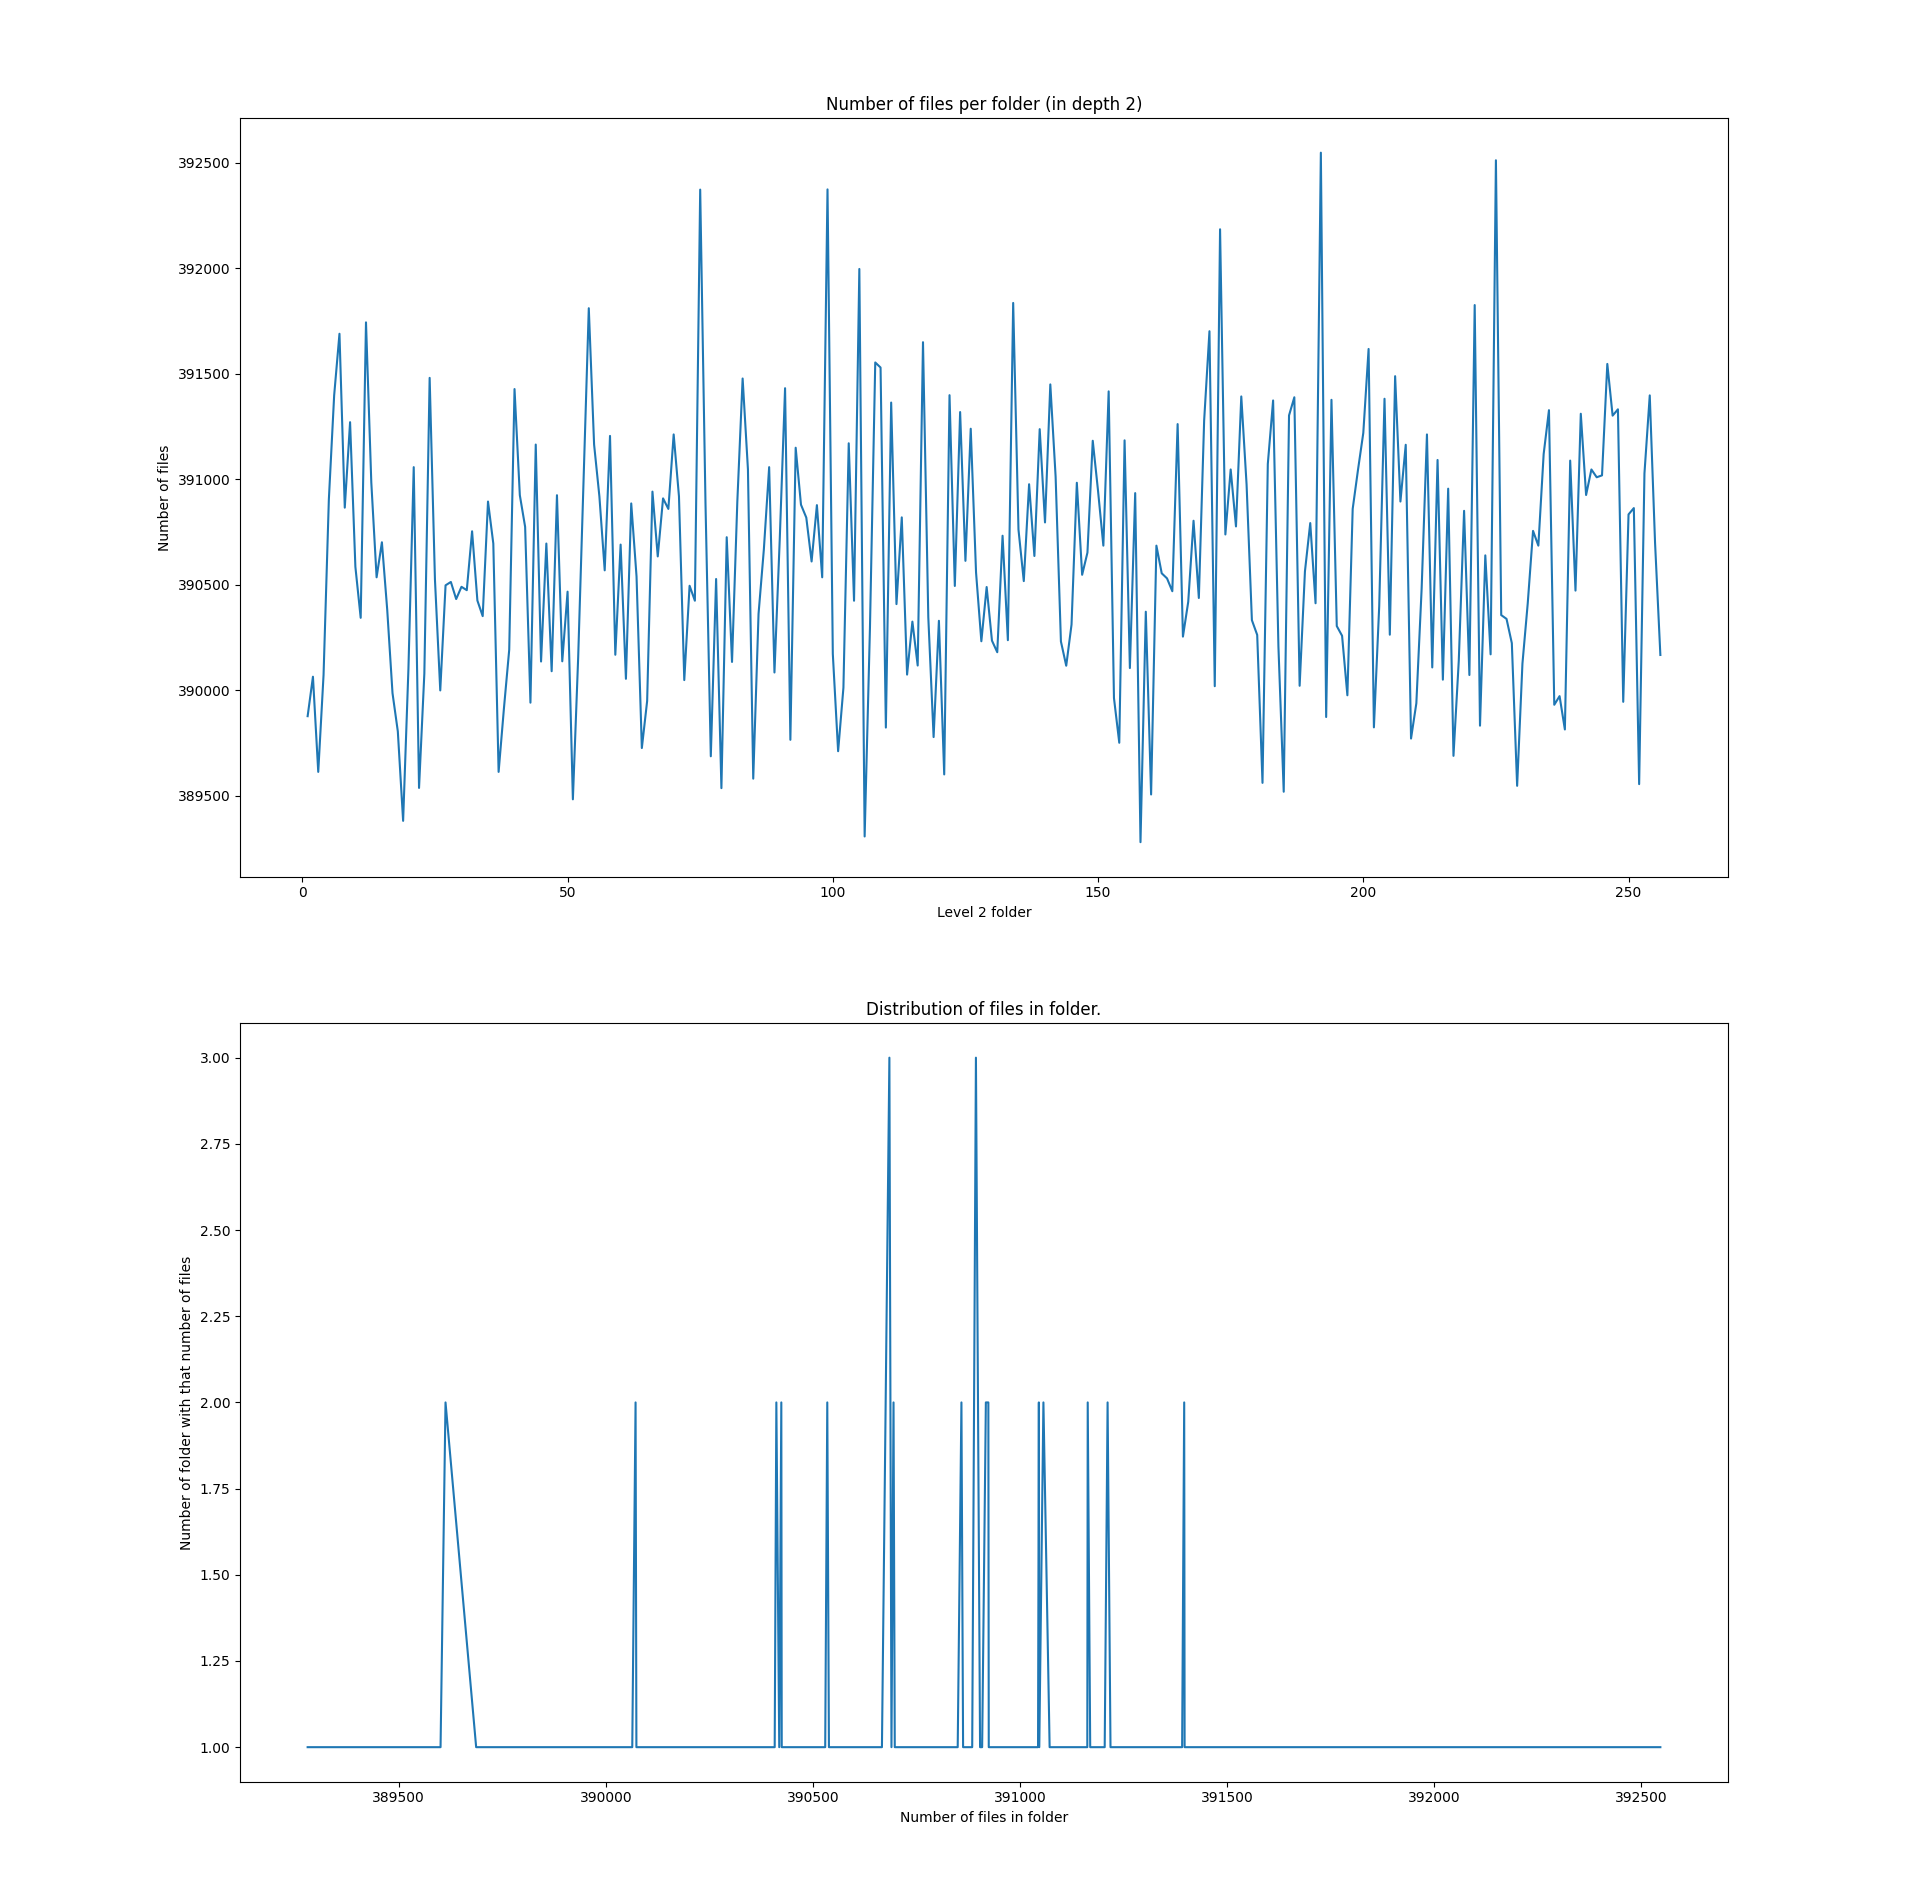 Number of files per folder (in depth 2)
Number of files
392500
392000
391500
391000
390500
390000
389500
0 50 100 150 200 250
Level 2 folder
Distribution of files in folder.
Number of folder with that number of files
3.00
2.75
2.50
2.25
2.00
1.75
1.50
1.25
1.00
389500 390000 390500 391000 391500 392000 392500
Number of files in folder